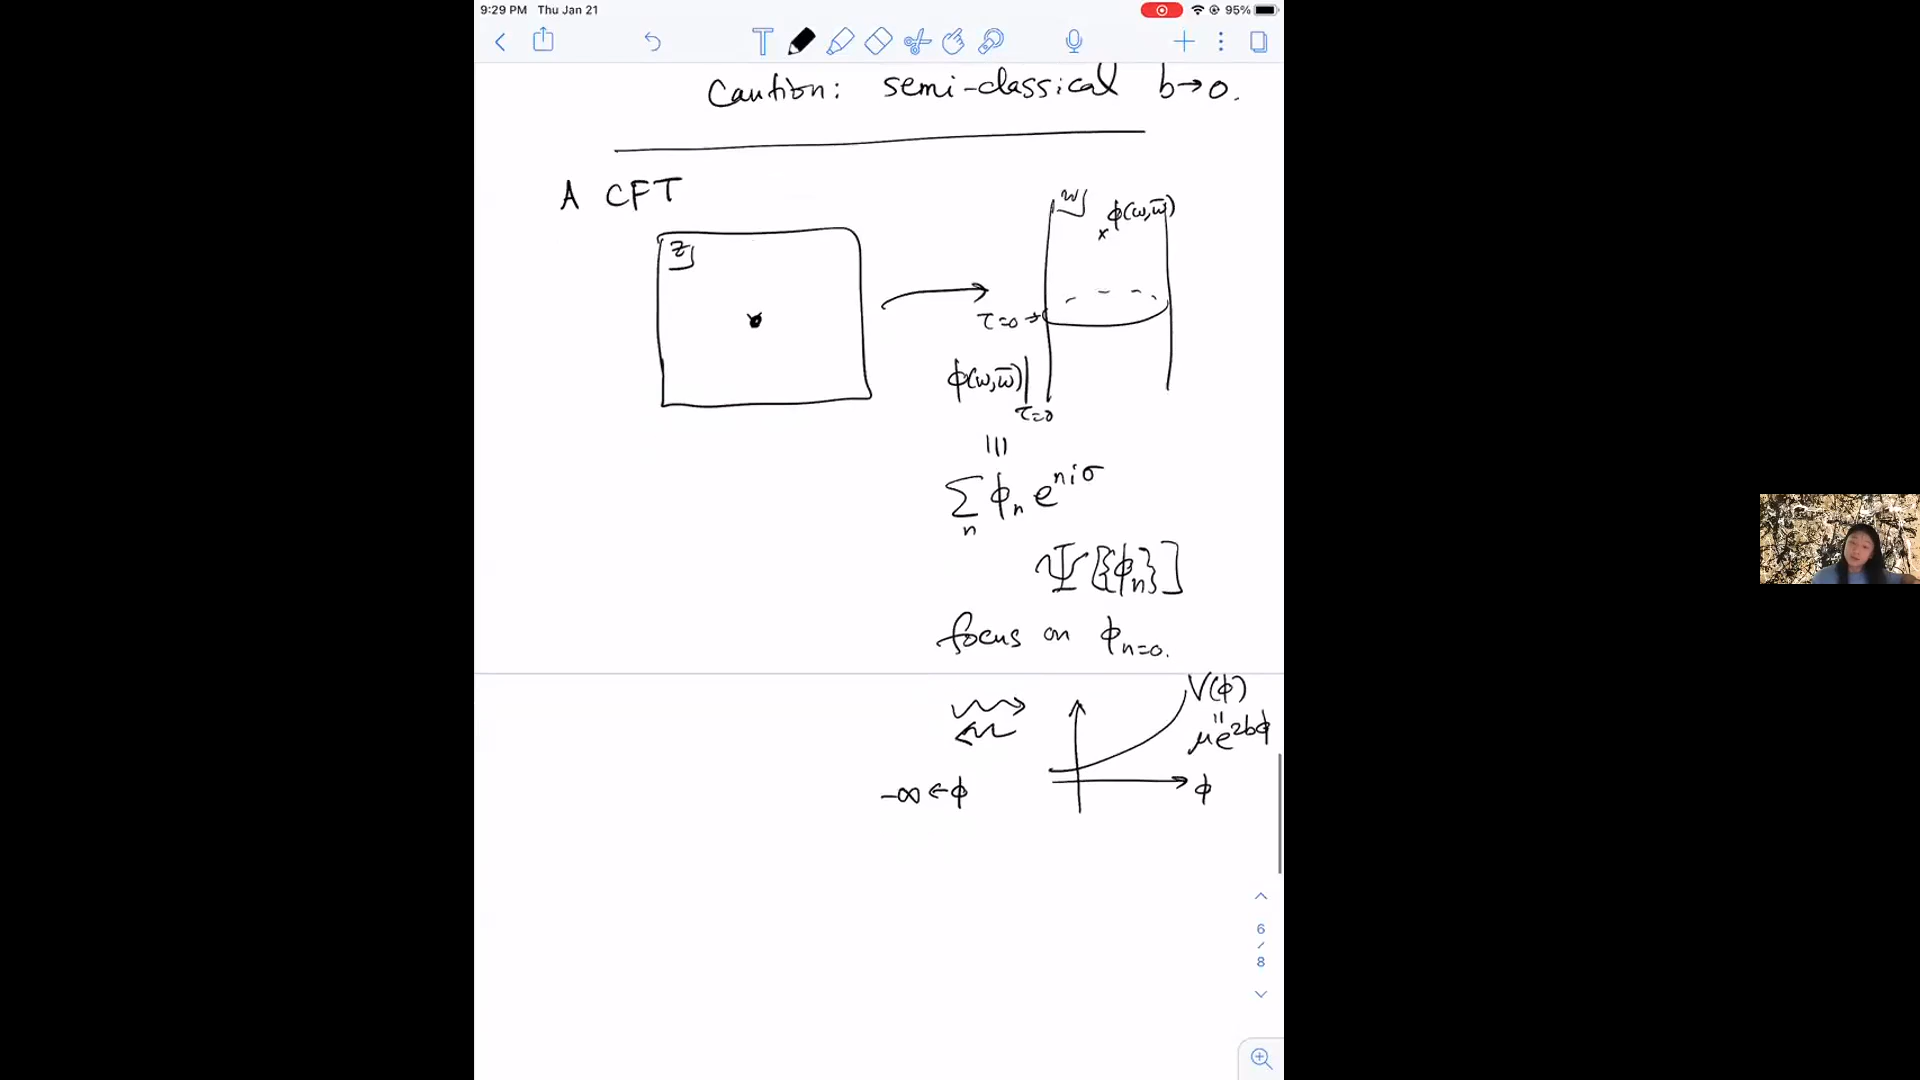 9:29 PM Thu Jan 21
95%
T
Caution: semi-classical b→0.
A CFT
z
w
ϕ(w,w̅)
x
τ=0→
ϕ(w,w̅)|τ=0
|||
∑ₙ ϕₙ e^{niσ}
Ψ[{ϕₙ}]
focus on ϕₙ₌₀.
V(ϕ)
||
μe^{2bϕ}
-∞ ← ϕ
ϕ
6
/
8